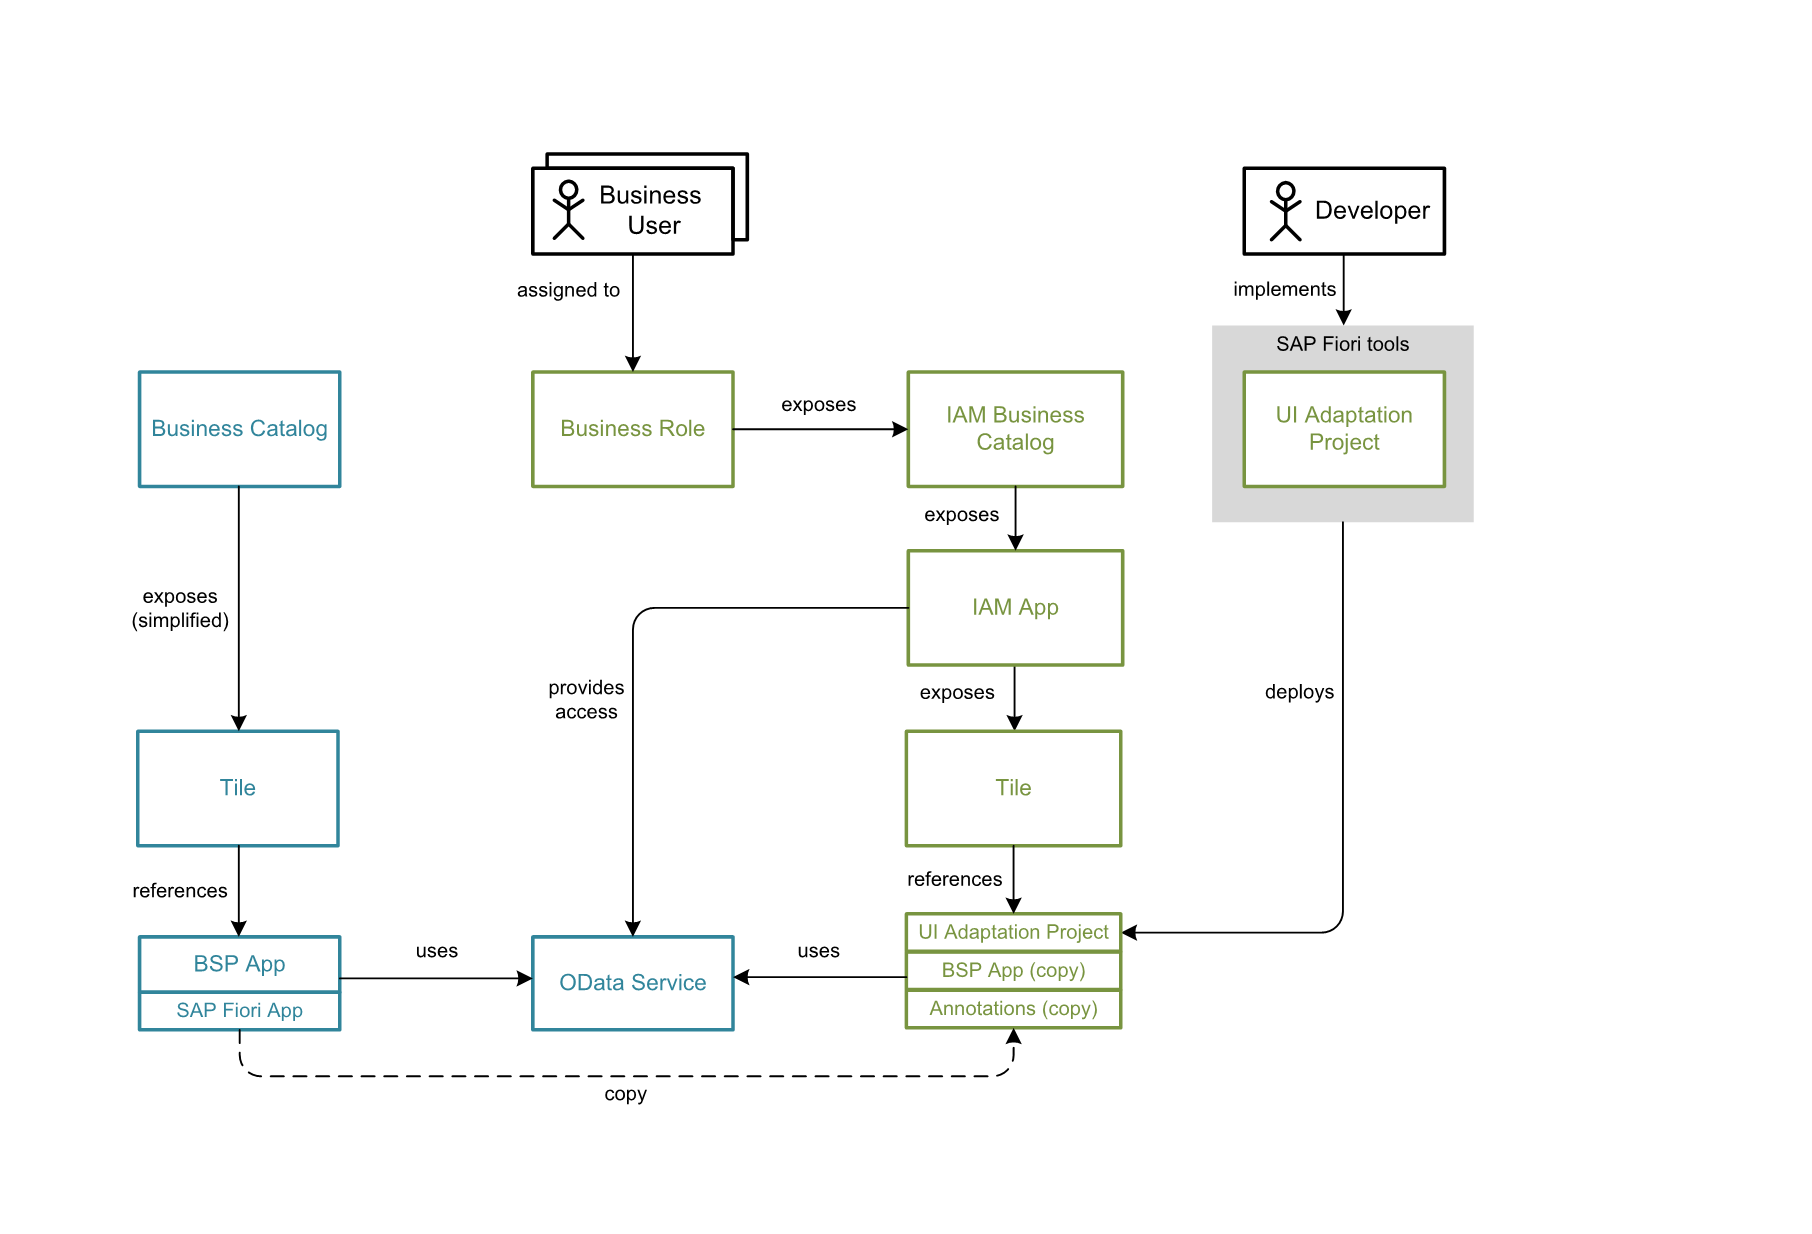 Business
User
Developer
assigned to
implements
SAP Fiori tools
Business Catalog
Business Role
exposes
IAM Business
Catalog
UI Adaptation
Project
exposes
exposes
(simplified)
IAM App
provides
access
exposes
deploys
Tile
Tile
references
references
BSP App
SAP Fiori App
uses
OData Service
uses
UI Adaptation Project
BSP App (copy)
Annotations (copy)
copy